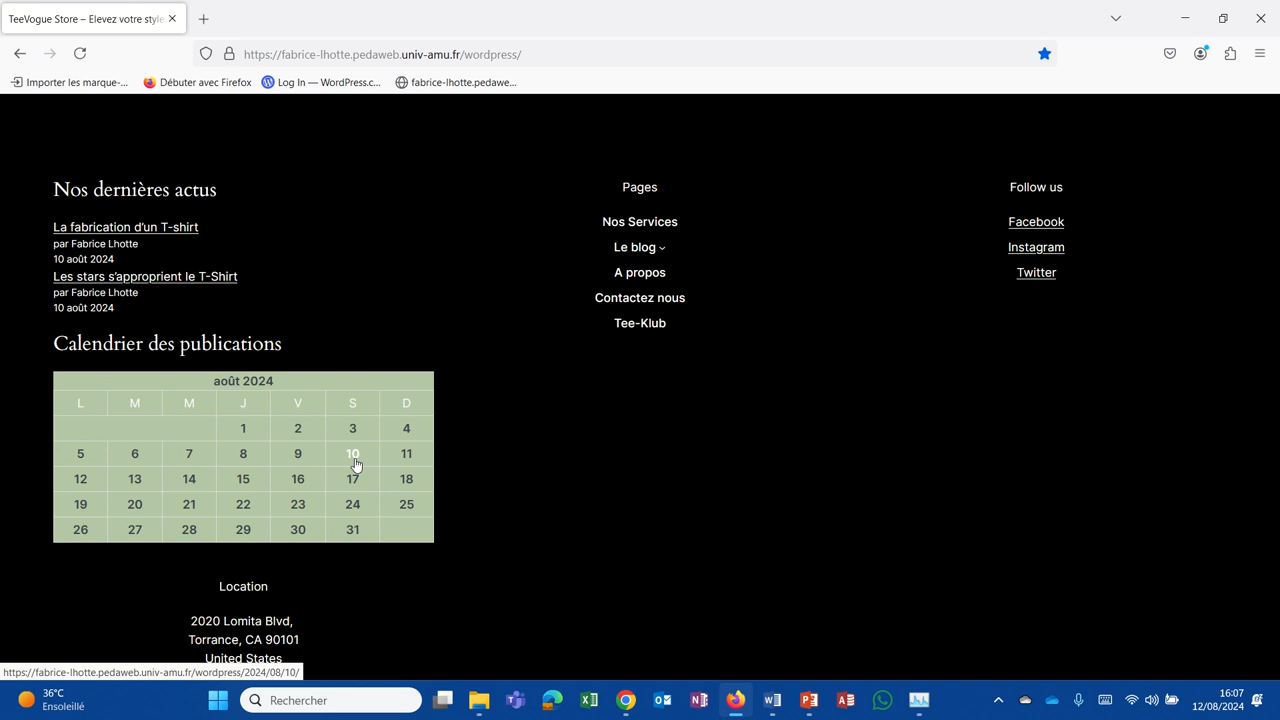 TeeVogue Store – Elevez votre style
https://fabrice-lhotte.pedaweb.univ-amu.fr/wordpress/
Importer les marque-... Débuter avec Firefox Log In — WordPress.c... fabrice-lhotte.pedawe...
Nos dernières actus
La fabrication d'un T-shirt
par Fabrice Lhotte
10 août 2024
Les stars s'approprient le T-Shirt
par Fabrice Lhotte
10 août 2024
Calendrier des publications
août 2024
L M M J V S D
1 2 3 4
5 6 7 8 9 10 11
12 13 14 15 16 17 18
19 20 21 22 23 24 25
26 27 28 29 30 31
Location
2020 Lomita Blvd,
Torrance, CA 90101
United States
Pages
Nos Services
Le blog
A propos
Contactez nous
Tee-Klub
Follow us
Facebook
Instagram
Twitter
https://fabrice-lhotte.pedaweb.univ-amu.fr/wordpress/2024/08/10/
36°C
Ensoleillé
Rechercher
16:07
12/08/2024